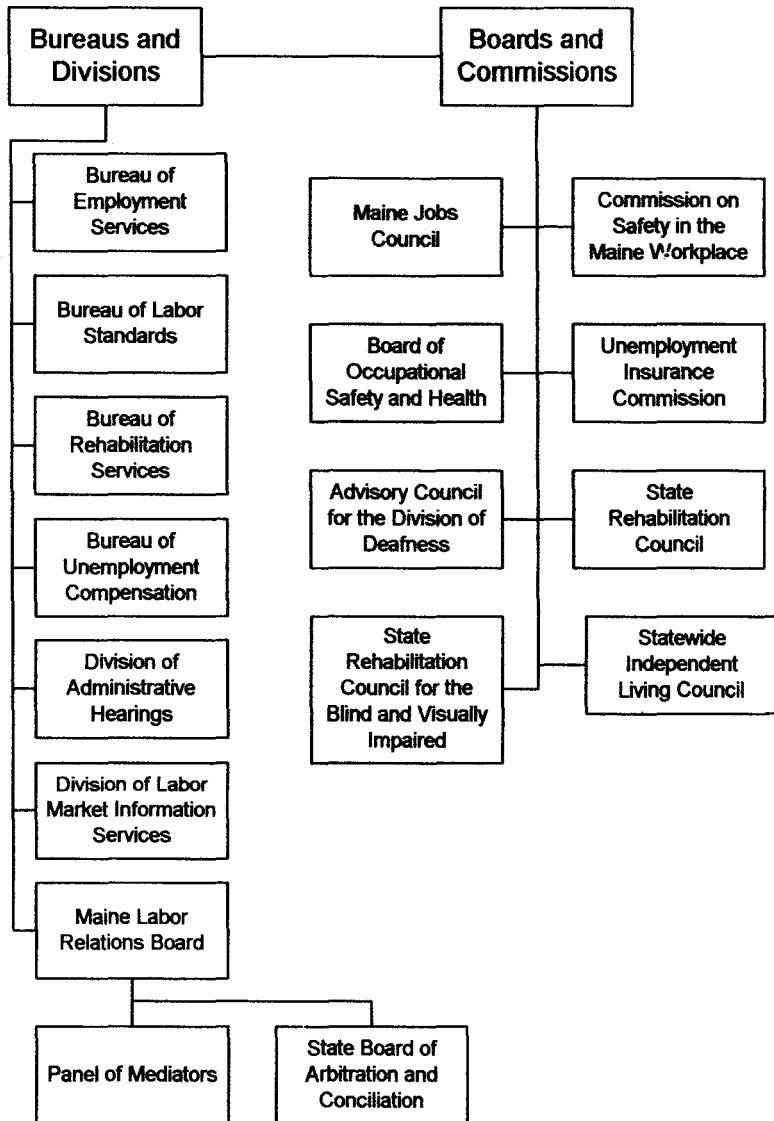 Bureaus and
Divisions
Boards and
Commissions
Bureau of
Employment
Services
Bureau of Labor
Standards
Bureau of
Rehabilitation
Services
Bureau of
Unemployment
Compensation
Division of
Administrative
Hearings
Division of Labor
Market Information
Services
Maine Labor
Relations Board
Panel of Mediators
State Board of
Arbitration and
Conciliation
Maine Jobs
Council
Commission on
Safety in the
Maine Workplace
Board of
Occupational
Safety and Health
Unemployment
Insurance
Commission
Advisory Council
for the Division of
Deafness
State
Rehabilitation
Council
State
Rehabilitation
Council for the
Blind and Visually
Impaired
Statewide
Independent
Living Council